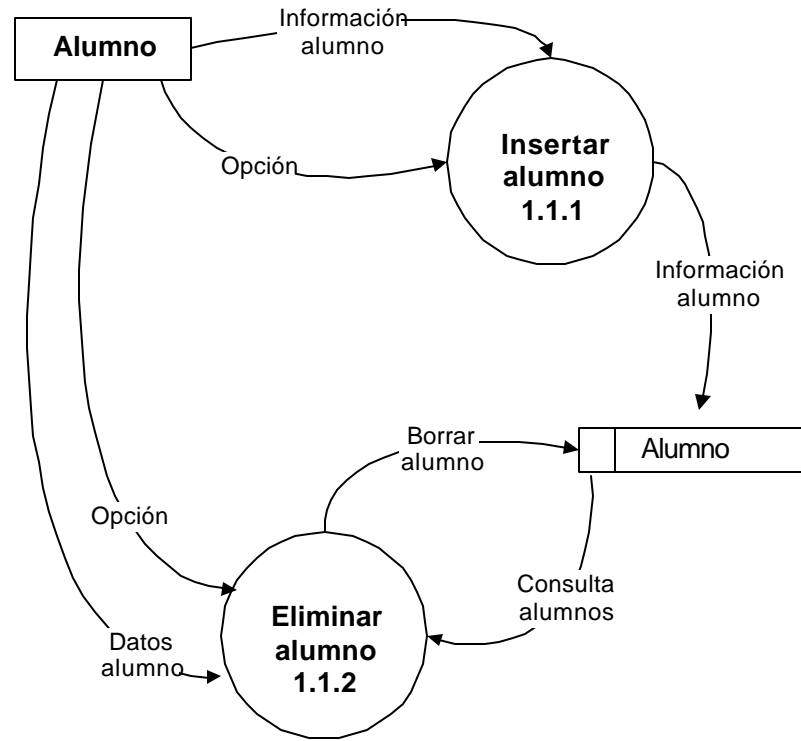 Información
alumno
Alumno
Opción
Insertar
alumno
1.1.1
Información
alumno
Borrar
alumno
Alumno
Opción
Consulta
alumnos
Eliminar
alumno
1.1.2
Datos
alumno